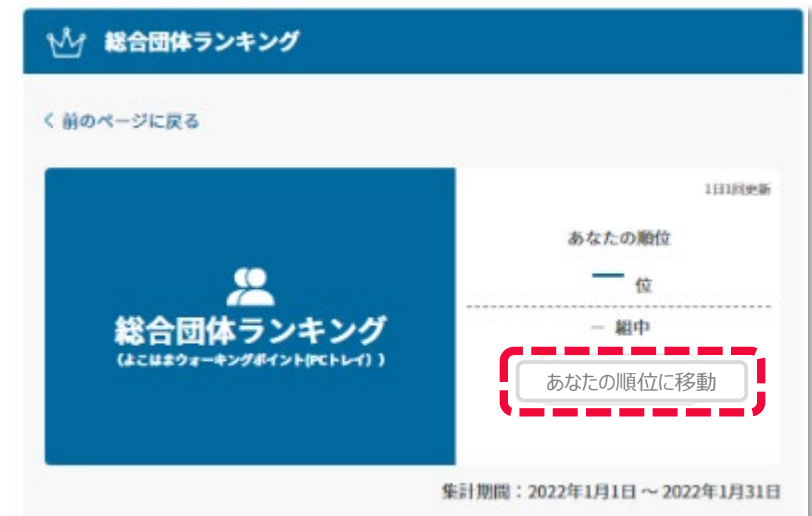 総合団体ランキング
< 前のページに戻る
1日1回更新
あなたの順位
ー 位
総合団体ランキング
(よこはまウォーキングポイント(PCトレイ))
ー 組中
あなたの順位に移動
集計期間:2022年1月1日 ~ 2022年1月31日